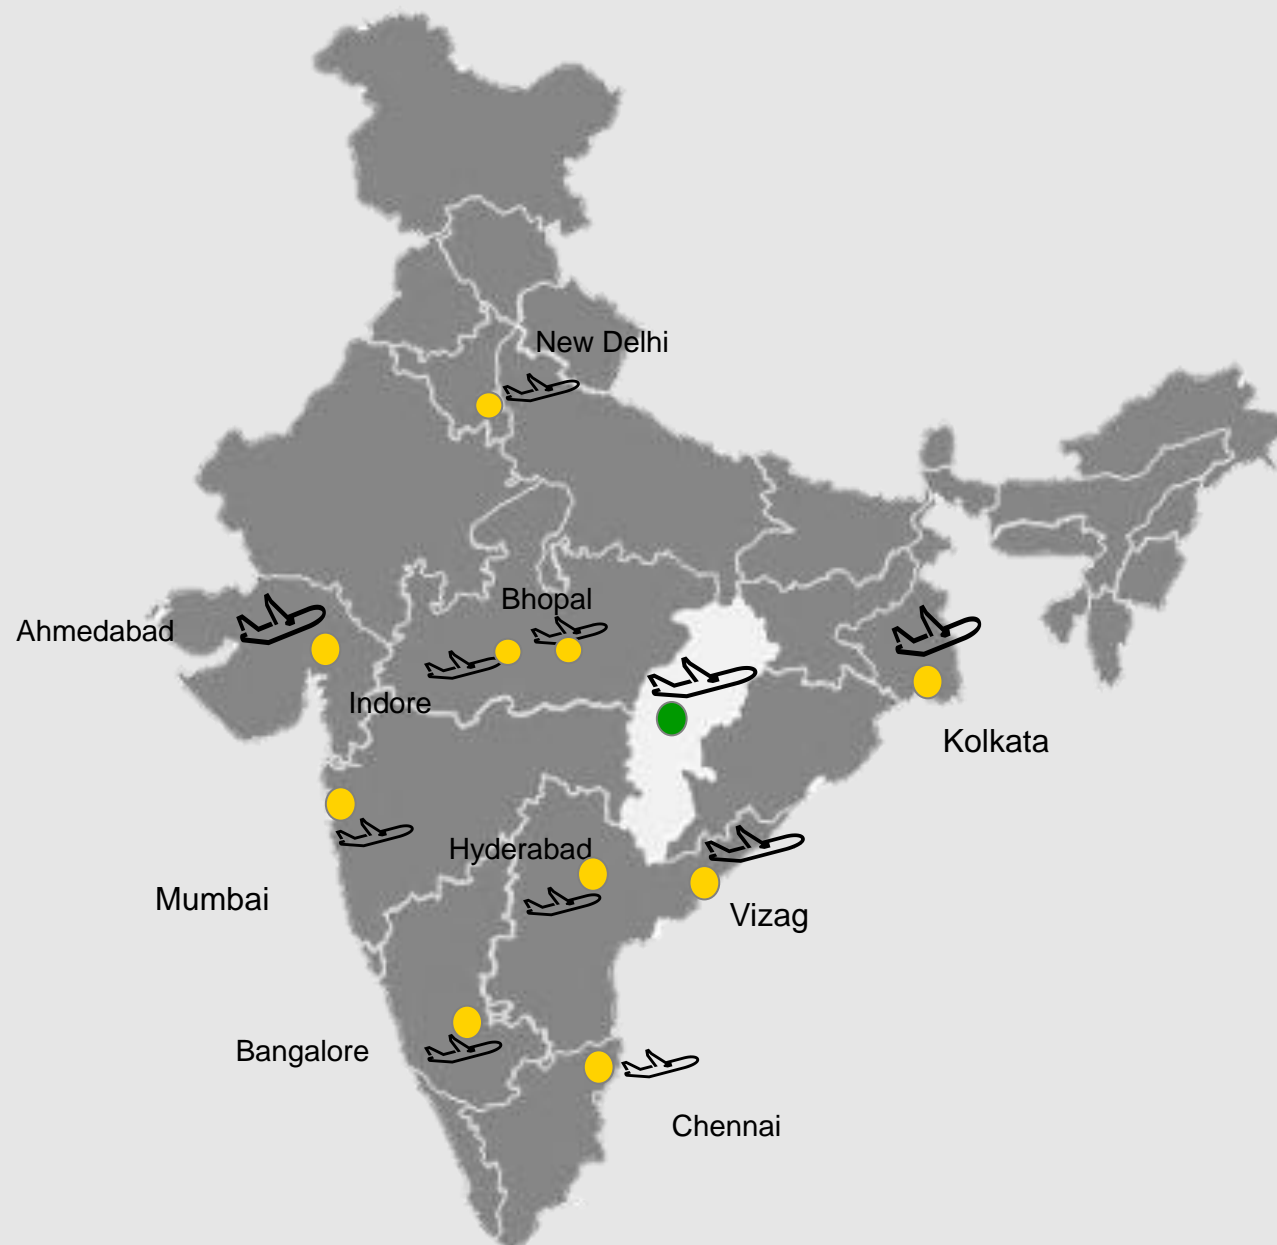 New Delhi
Bhopal
Ahmedabad
Indore
Kolkata
Hyderabad
Mumbai
Vizag
Bangalore
Chennai